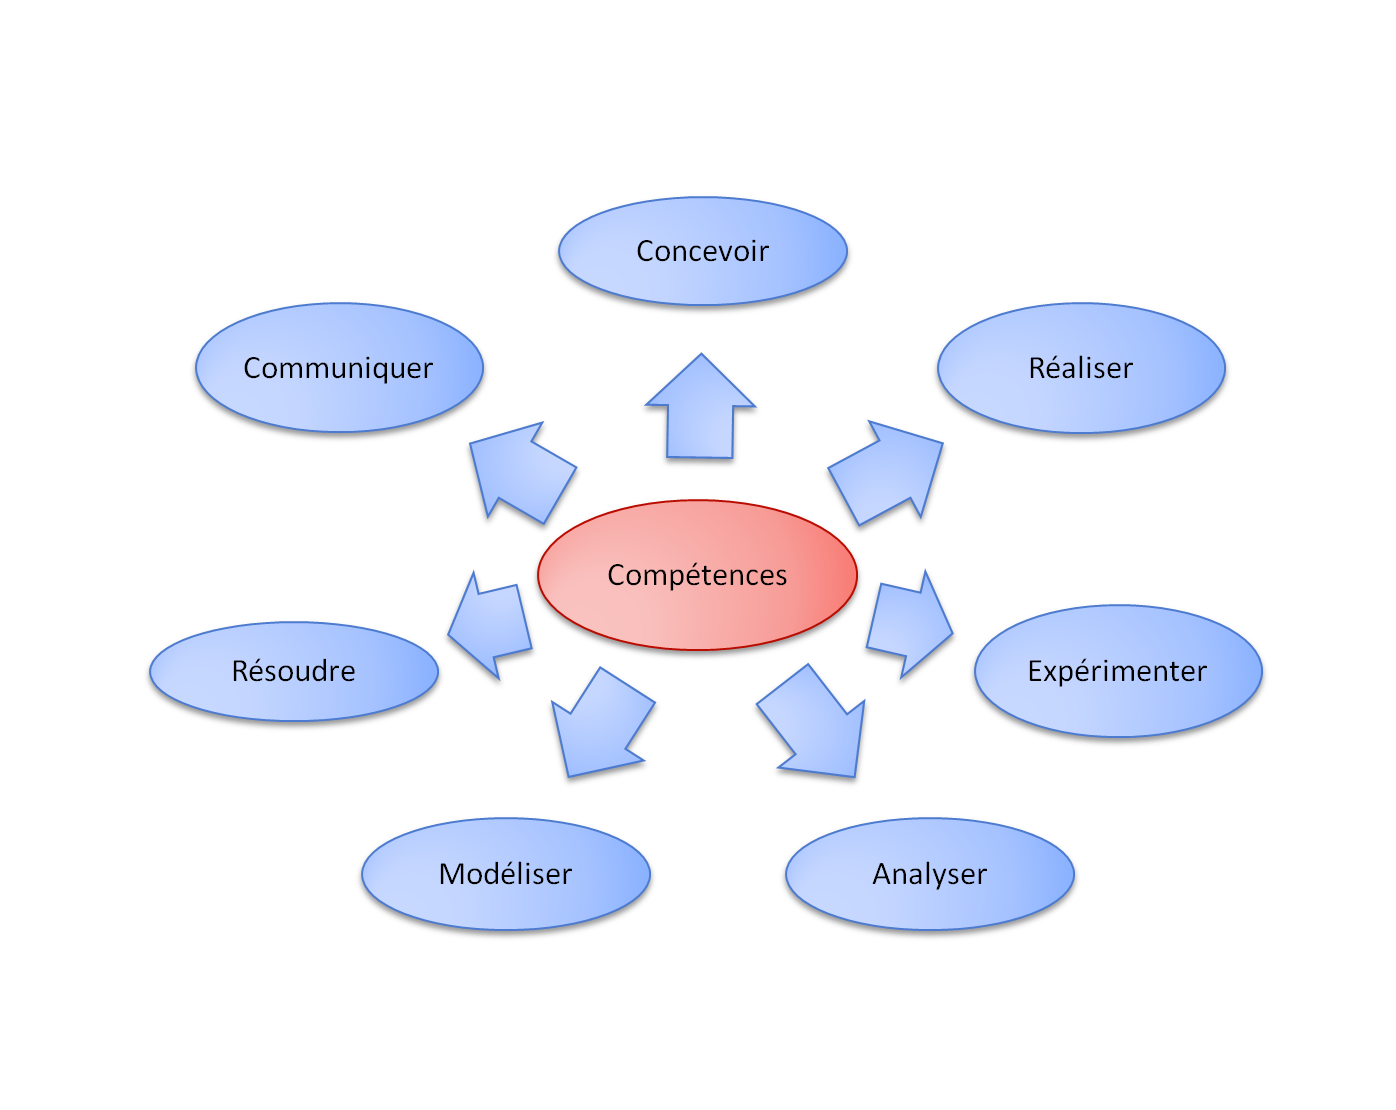 Concevoir
Communiquer
Réaliser
Compétences
Résoudre
Expérimenter
Modéliser
Analyser